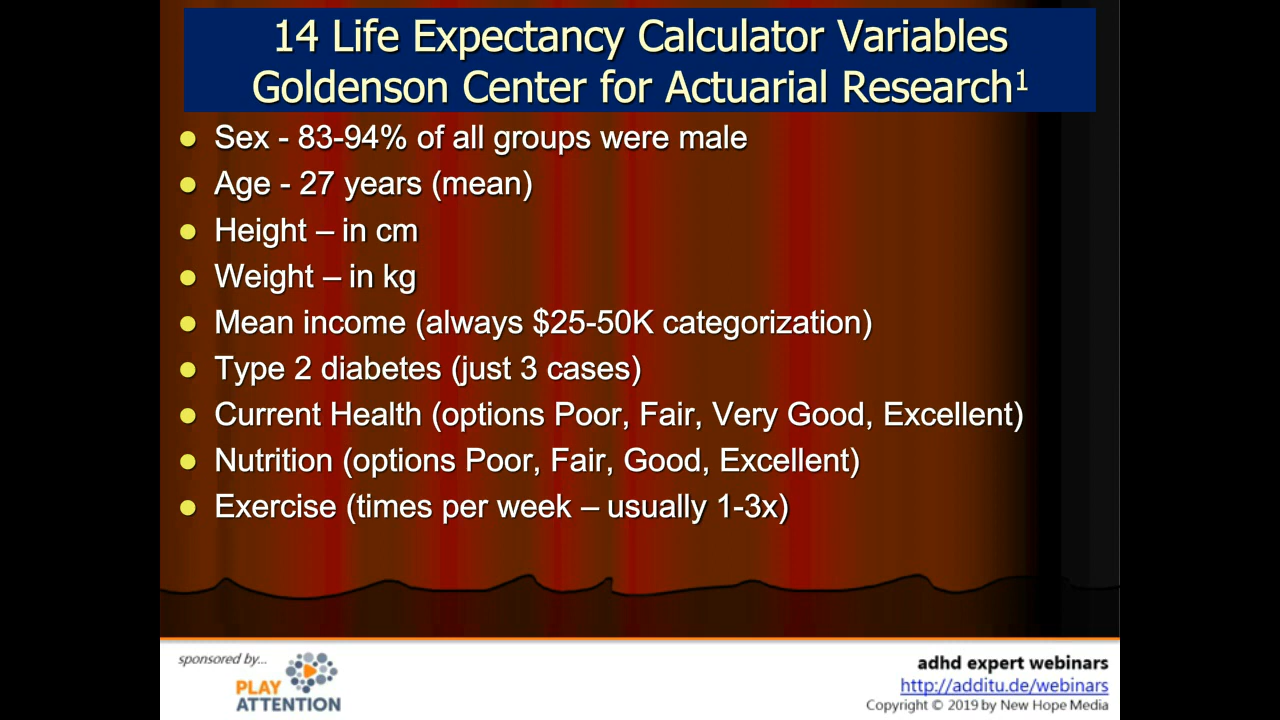 14 Life Expectancy Calculator Variables
Goldenson Center for Actuarial Research¹
● Sex - 83-94% of all groups were male
● Age - 27 years (mean)
● Height – in cm
● Weight – in kg
● Mean income (always $25-50K categorization)
● Type 2 diabetes (just 3 cases)
● Current Health (options Poor, Fair, Very Good, Excellent)
● Nutrition (options Poor, Fair, Good, Excellent)
● Exercise (times per week – usually 1-3x)
sponsored by...
PLAY
ATTENTION
adhd expert webinars
http://additu.de/webinars
Copyright © 2019 by New Hope Media